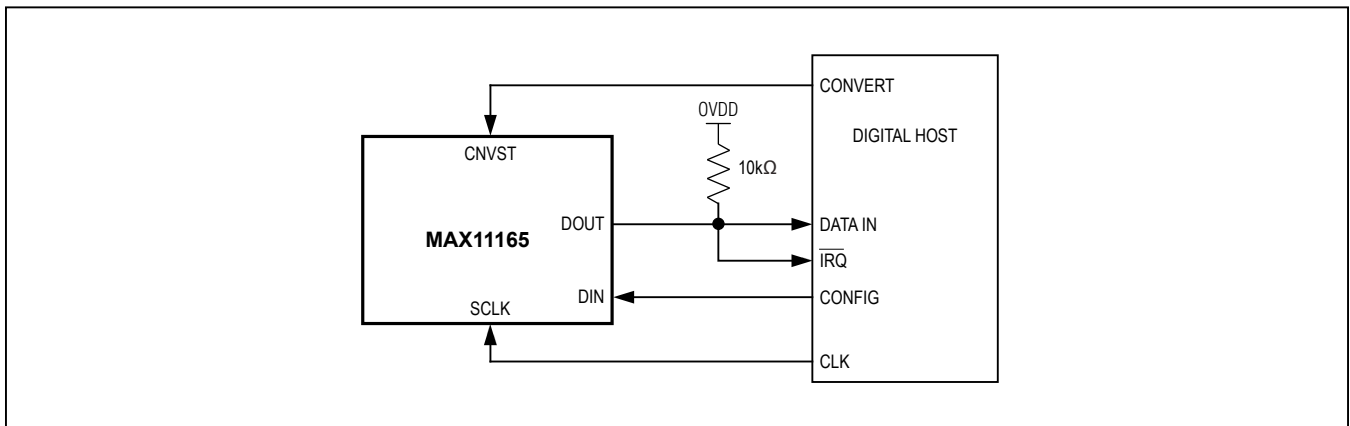 CONVERT
OVDD
DIGITAL HOST
CNVST
10kΩ
DOUT
DATA IN
MAX11165
IRQ
DIN
CONFIG
SCLK
CLK